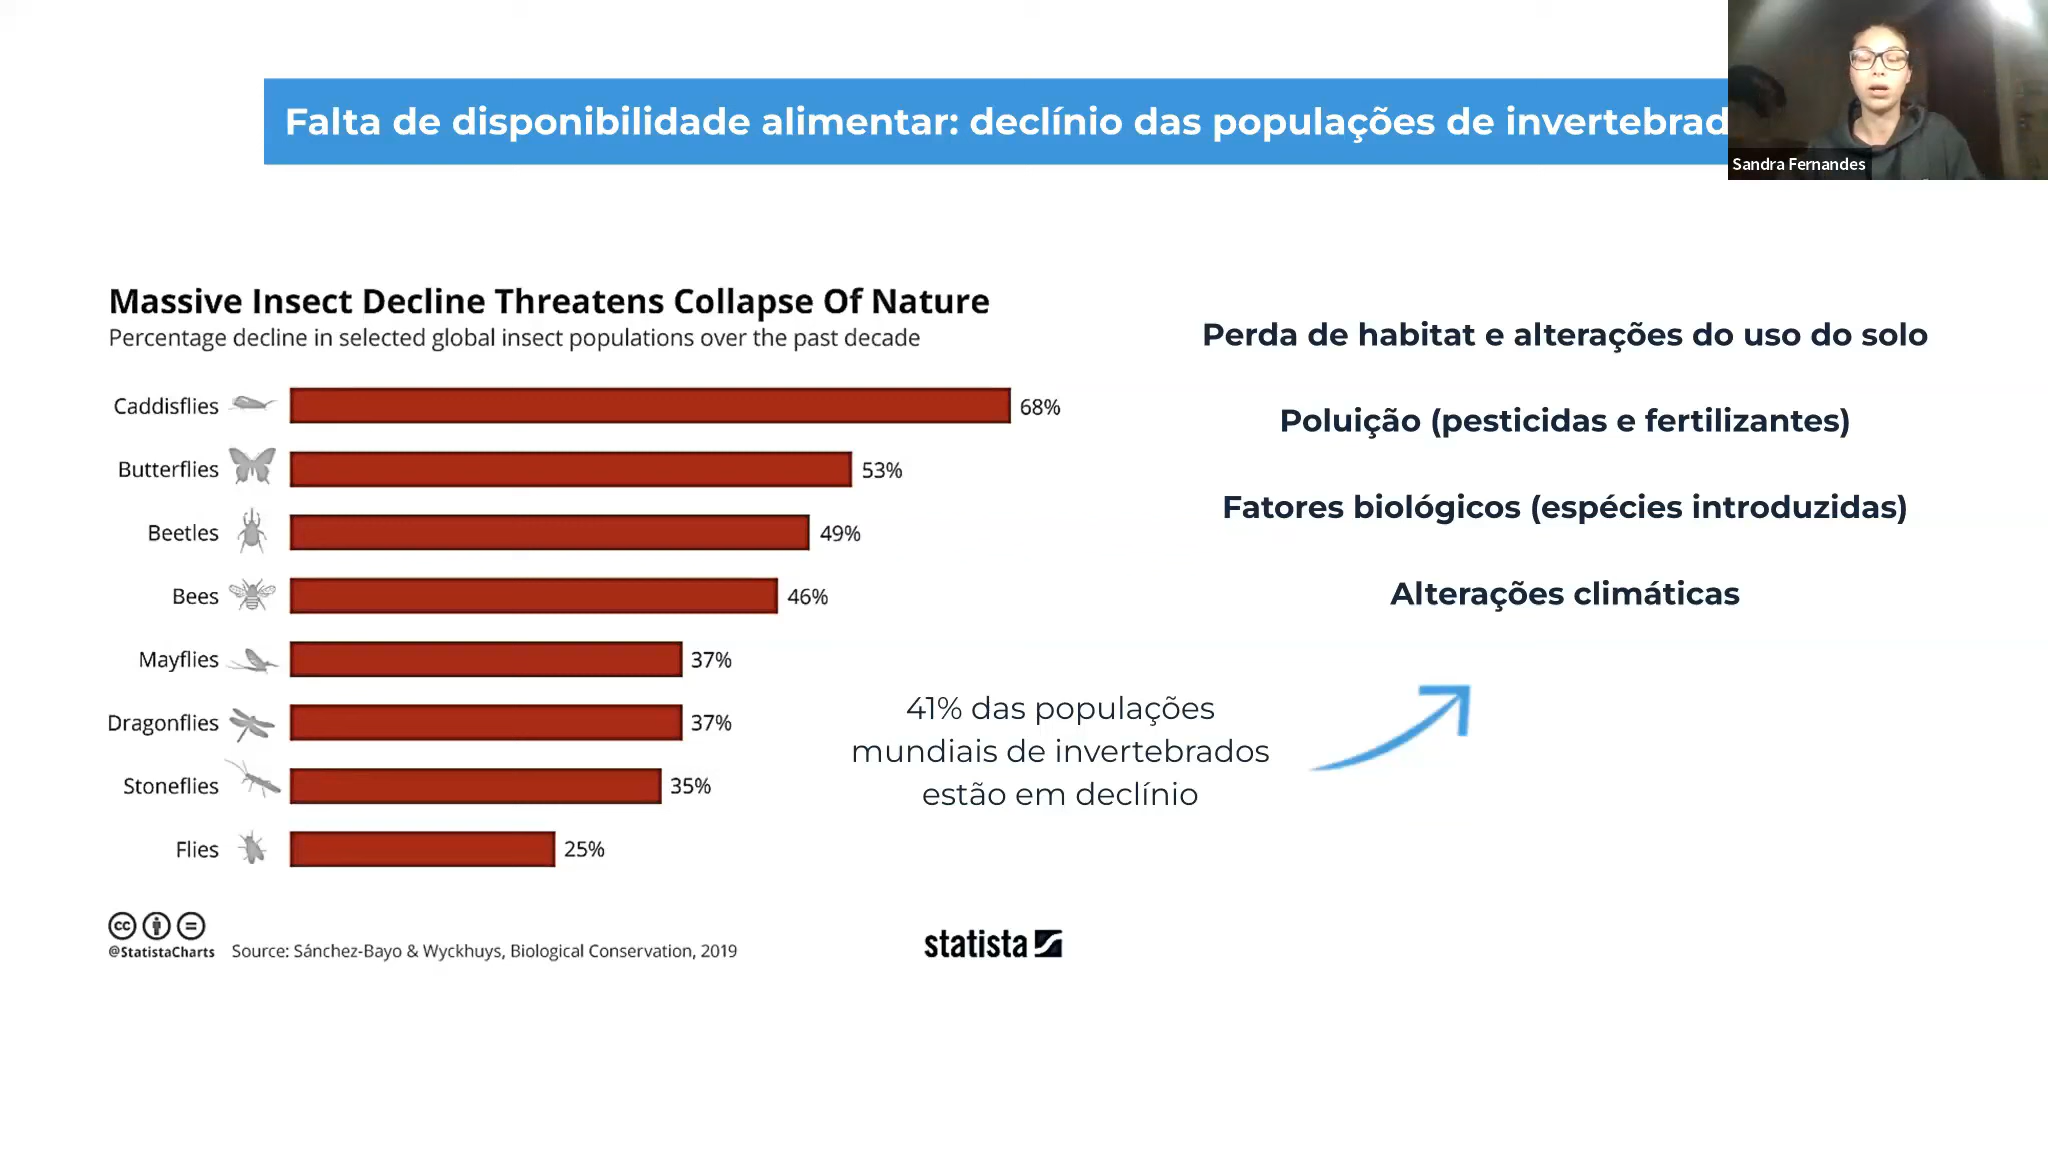 Falta de disponibilidade alimentar: declínio das populações de
Sandra Fernandes
Massive Insect Decline Threatens Collapse Of Nature
Percentage decline in selected global insect populations over the past decade
Caddisflies 68%
Butterflies 53%
Beetles 49%
Bees 46%
Mayflies 37%
Dragonflies 37%
Stoneflies 35%
Flies 25%
@StatistaCharts Source: Sánchez-Bayo & Wyckhuys, Biological Conservation, 2019
statista
Perda de habitat e alterações do uso do solo
Poluição (pesticidas e fertilizantes)
Fatores biológicos (espécies introduzidas)
Alterações climáticas
41% das populações
mundiais de invertebrados
estão em declínio